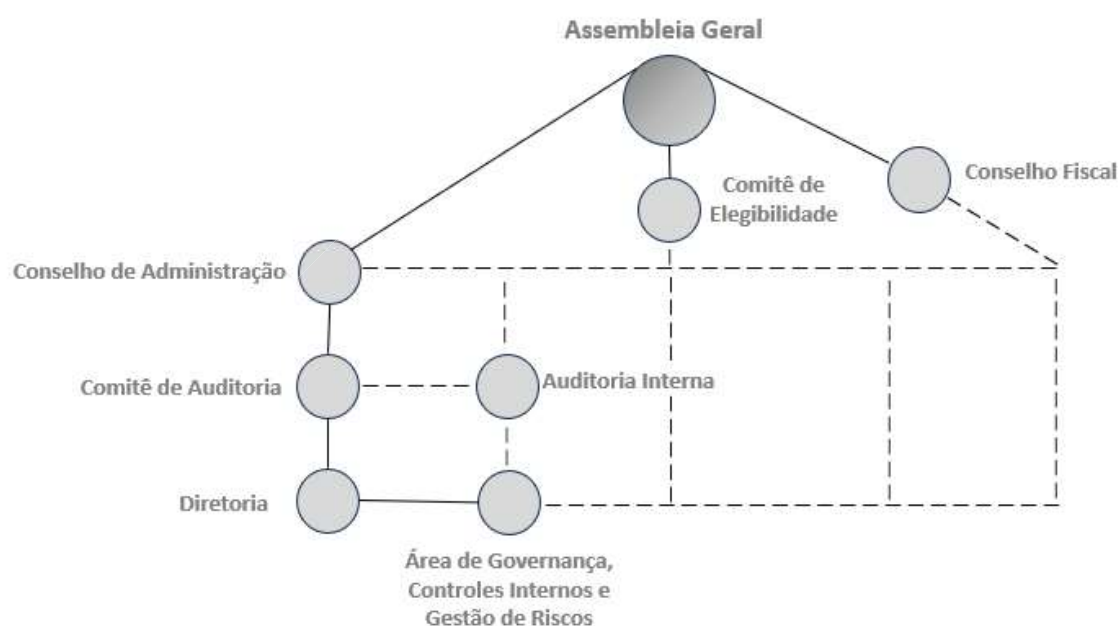 Assembleia Geral
Conselho Fiscal
Comitê de
Elegibilidade
Conselho de Administração
Comitê de Auditoria
Auditoria Interna
Diretoria
Área de Governança,
Controles Internos e
Gestão de Riscos